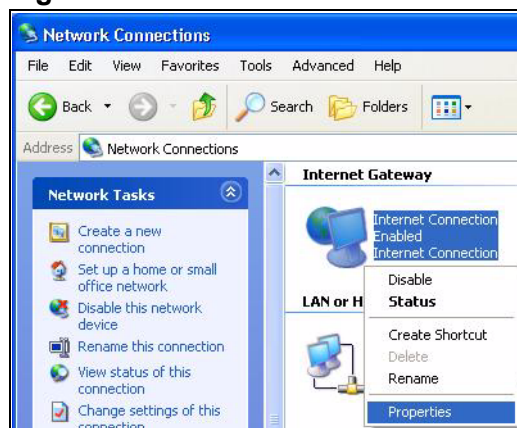 Network Connections
File Edit View Favorites Tools Advanced Help
Back Search Folders
Address Network Connections
Network Tasks
Create a new
connection
Set up a home or small
office network
Disable this network
device
Rename this connection
View status of this
connection
Change settings of this
connection
Internet Gateway
Internet Connection
Enabled
Internet Connection
LAN or H
Disable
Status
Create Shortcut
Delete
Rename
Properties